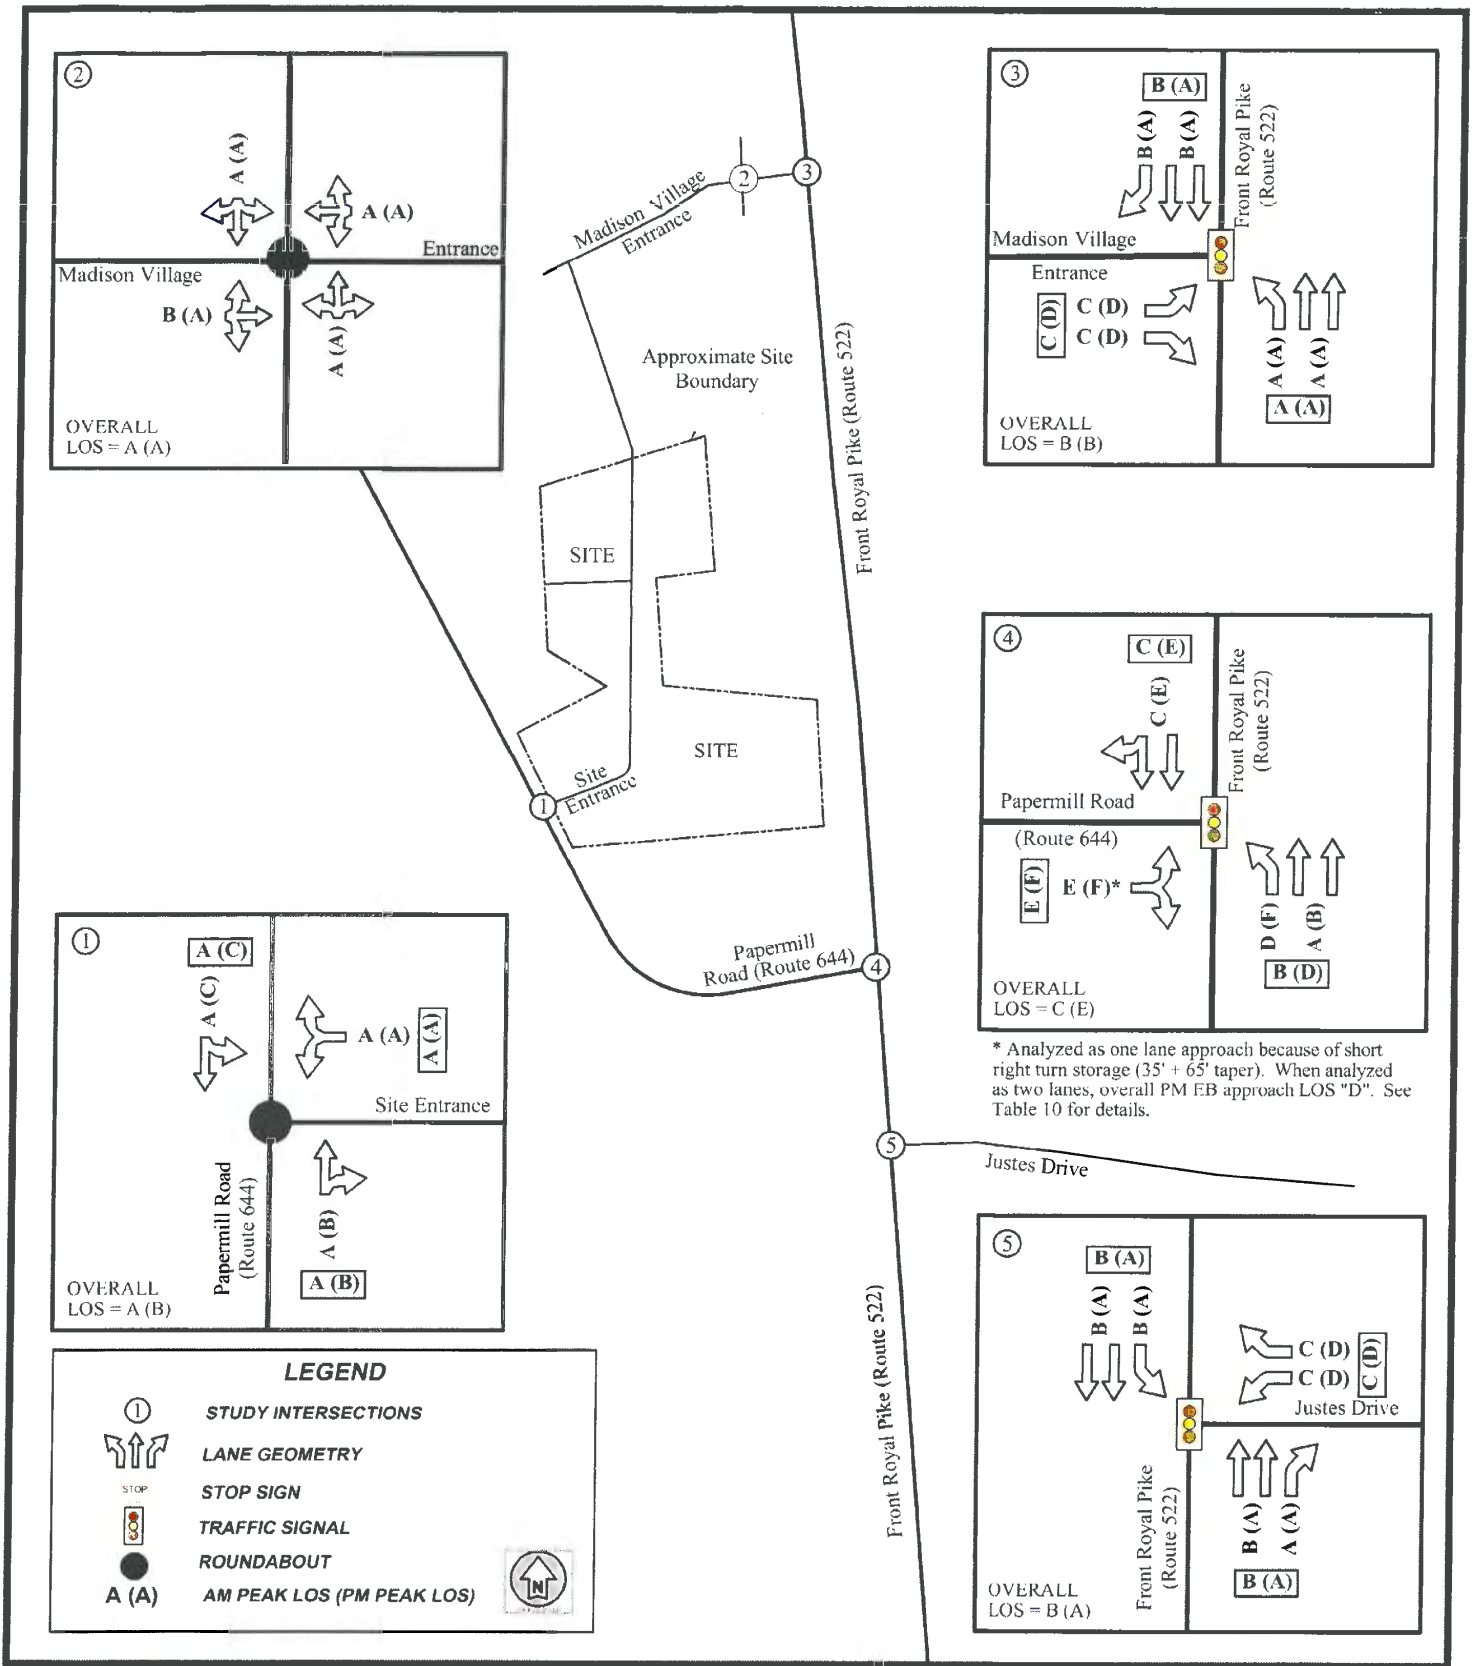 2
A (A)
A (A)
Entrance
Madison Village
B (A)
A (A)
OVERALL
LOS = A (A)
2
3
Madison Village
Entrance
Approximate Site
Boundary
Front Royal Pike (Route 522)
SITE
SITE
Site
Entrance
1
Papermill
Road (Route 644)
4
5
Justes Drive
Front Royal Pike (Route 522)
3
B (A)
B (A)
B (A)
Front Royal Pike
(Route 522)
Madison Village
Entrance
C (D)
C (D)
C (D)
A (A)
A (A)
A (A)
OVERALL
LOS = B (B)
4
C (E)
C (E)
Front Royal Pike
(Route 522)
Papermill Road
(Route 644)
E (F)
E (F)*
D (F)
A (B)
B (D)
OVERALL
LOS = C (E)
* Analyzed as one lane approach because of short
right turn storage (35' + 65' taper). When analyzed
as two lanes, overall PM EB approach LOS "D". See
Table 10 for details.
1
A (C)
A (C)
A (A)
A (A)
Site Entrance
Papermill Road
(Route 644)
A (B)
A (B)
OVERALL
LOS = A (B)
5
B (A)
B (A)
B (A)
C (D)
C (D)
C (D)
Justes Drive
Front Royal Pike
(Route 522)
B (A)
A (A)
B (A)
OVERALL
LOS = B (A)
LEGEND
1 STUDY INTERSECTIONS
LANE GEOMETRY
STOP STOP SIGN
TRAFFIC SIGNAL
ROUNDABOUT
A (A) AM PEAK LOS (PM PEAK LOS)
N